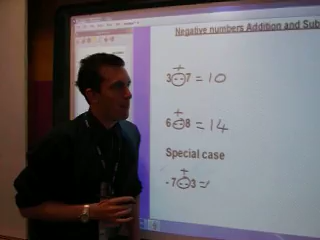 Negative numbers Addition and Sub
+
3 -- 7 = 10
+
6 -- 8 = 14
Special case
+
-7 -- 3 =